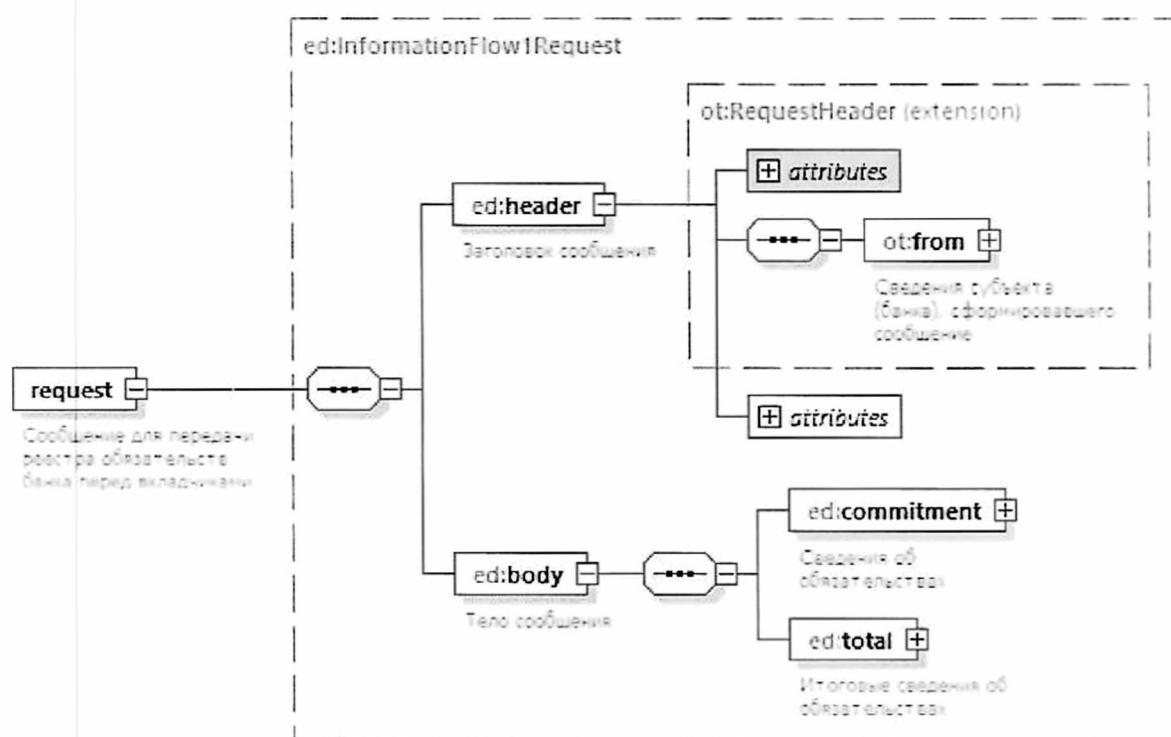 ed:InformationFlow1Request
ot:RequestHeader (extension)
attributes
ed:header
Заголовок сообщения
ot:from
Сведения субъекта
(банка), сформировавшего
сообщение
request
Сообщение для передачи
реестра обязательств
банка перед вкладчиками
attributes
ed:commitment
Сведения об
обязательствах
ed:body
Тело сообщения
ed:total
Итоговые сведения об
обязательствах